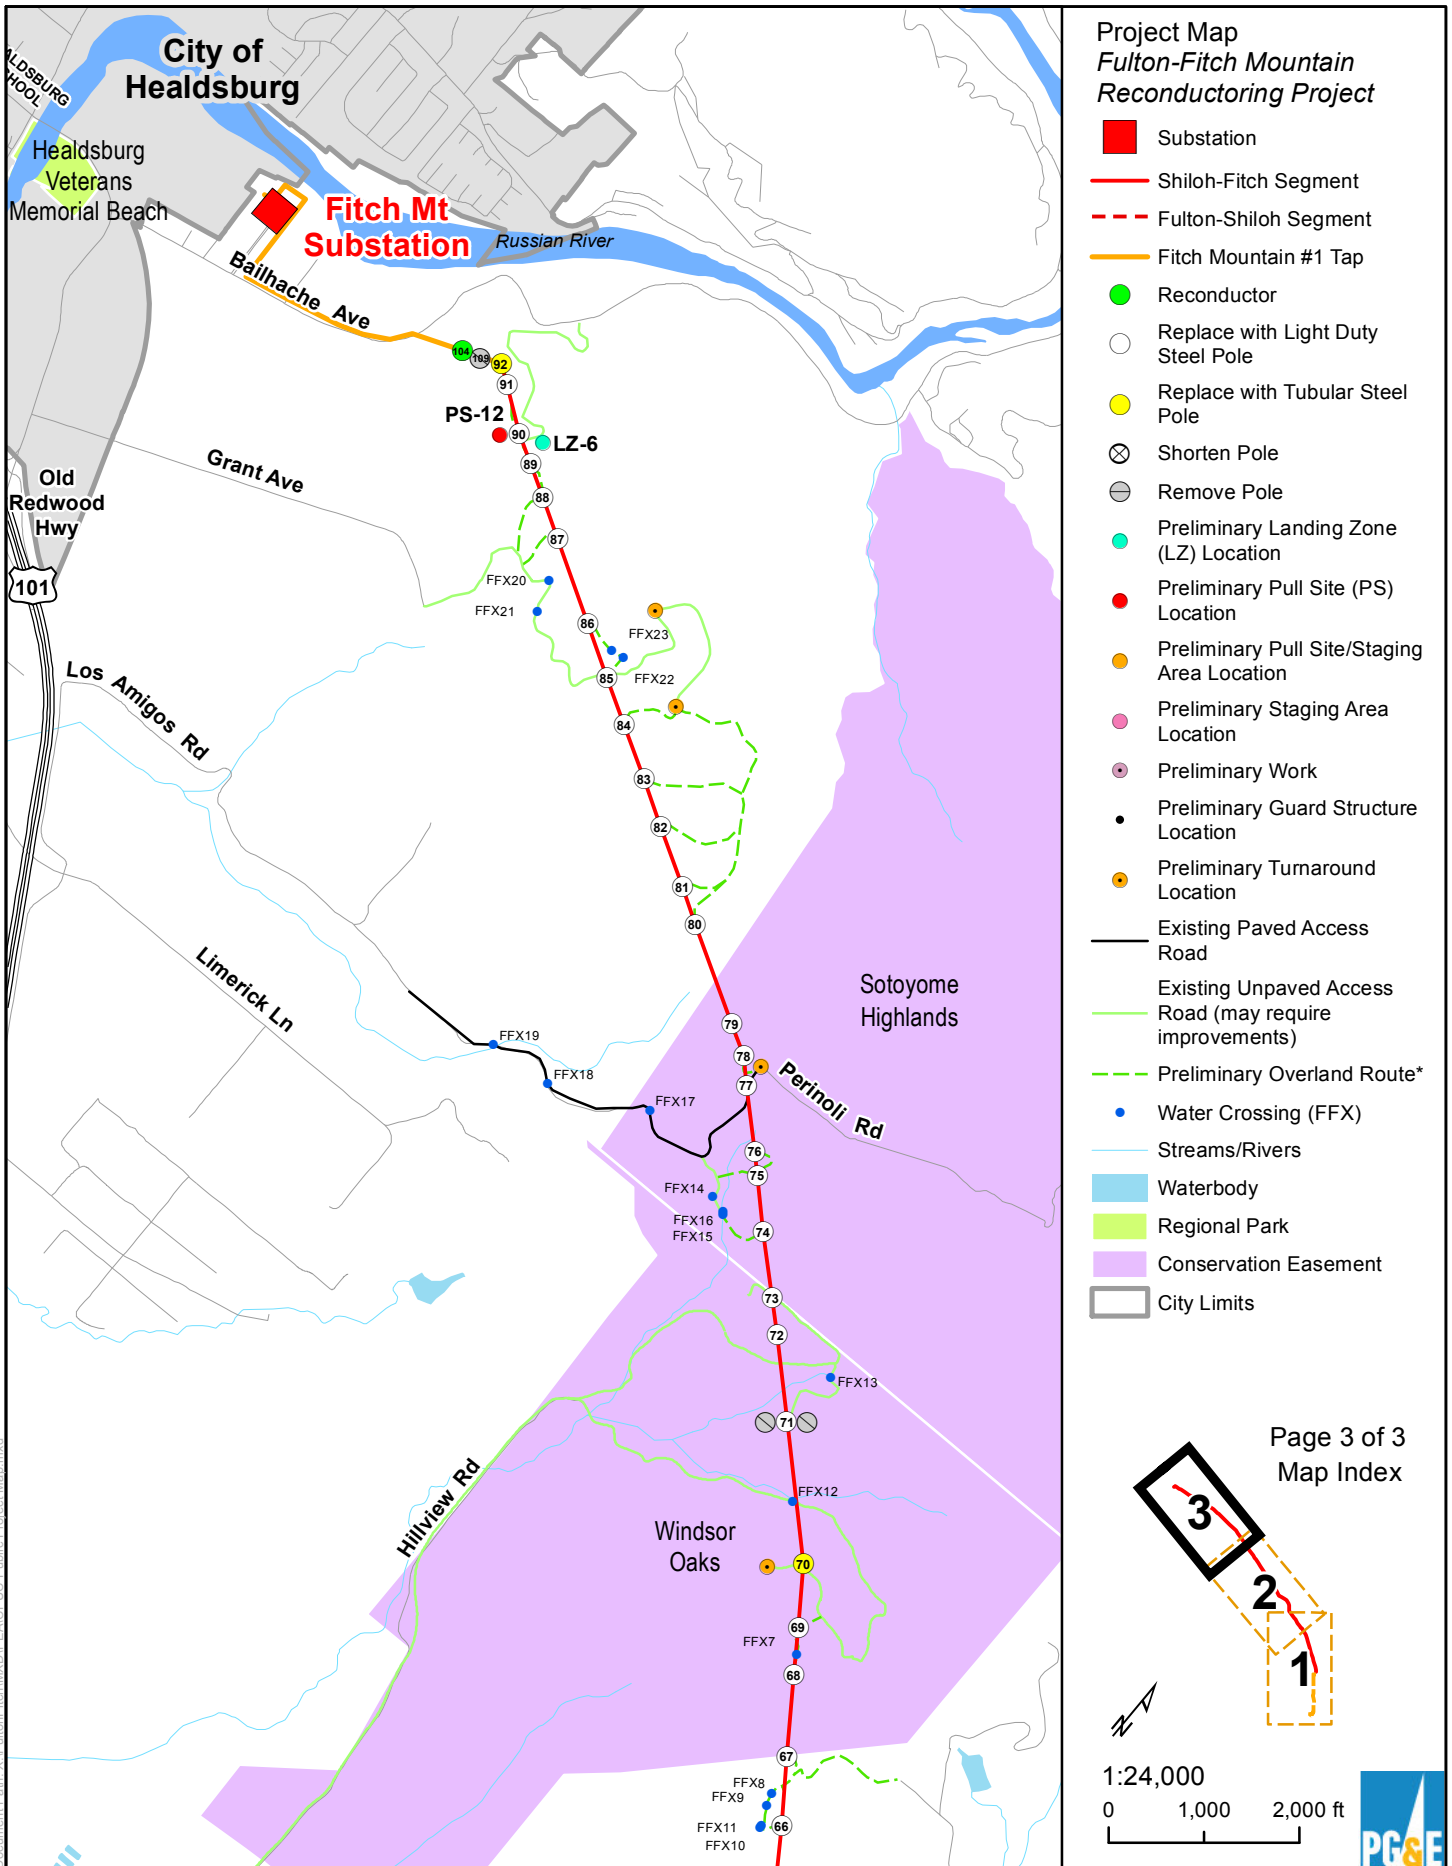 City of
Healdsburg
Healdsburg
Veterans
Memorial Beach
Fitch Mt
Substation
Russian River
Bailhache Ave
104
109
92
91
PS-12
90
LZ-6
89
88
87
Grant Ave
Old
Redwood
Hwy
101
FFX20
FFX21
86
FFX23
85
FFX22
84
Los Amigos Rd
83
82
81
80
Limerick Ln
Sotoyome
Highlands
79
FFX19
78
77
Perinoli Rd
FFX18
FFX17
76
75
FFX14
FFX16
FFX15
74
73
72
FFX13
71
Hillview Rd
FFX12
Windsor
Oaks
70
69
FFX7
68
67
FFX8
FFX9
FFX11
FFX10
66
Project Map
Fulton-Fitch Mountain
Reconductoring Project
Substation
Shiloh-Fitch Segment
Fulton-Shiloh Segment
Fitch Mountain #1 Tap
Reconductor
Replace with Light Duty
Steel Pole
Replace with Tubular Steel
Pole
Shorten Pole
Remove Pole
Preliminary Landing Zone
(LZ) Location
Preliminary Pull Site (PS)
Location
Preliminary Pull Site/Staging
Area Location
Preliminary Staging Area
Location
Preliminary Work
Preliminary Guard Structure
Location
Preliminary Turnaround
Location
Existing Paved Access
Road
Existing Unpaved Access
Road (may require
improvements)
Preliminary Overland Route*
Water Crossing (FFX)
Streams/Rivers
Waterbody
Regional Park
Conservation Easement
City Limits
Page 3 of 3
Map Index
3
2
1
N
1:24,000
0 1,000 2,000 ft
PG&E